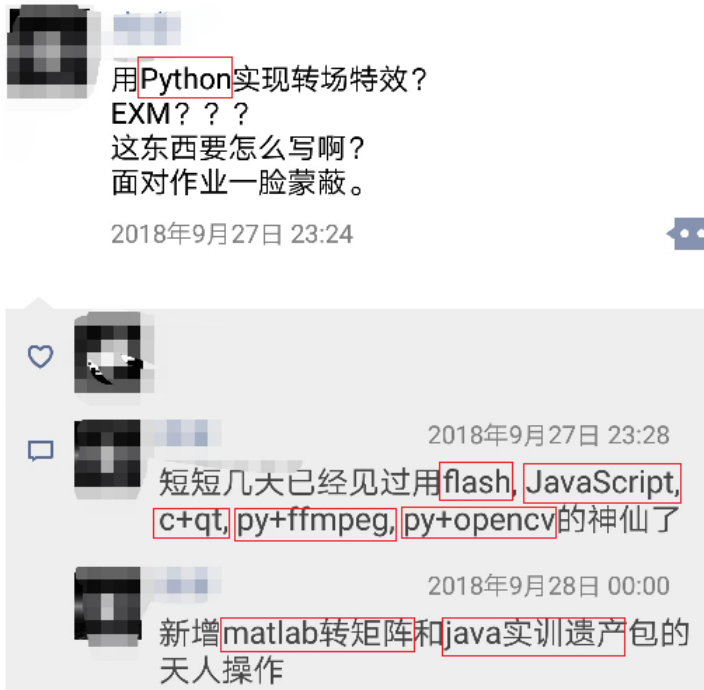 用Python实现转场特效？
EXM？？？
这东西要怎么写啊？
面对作业一脸蒙蔽。
2018年9月27日 23:24
2018年9月27日 23:28
短短几天已经见过用flash, JavaScript,
c+qt, py+ffmpeg, py+opencv的神仙了
2018年9月28日 00:00
新增matlab转矩阵和java实训遗产包的
天人操作